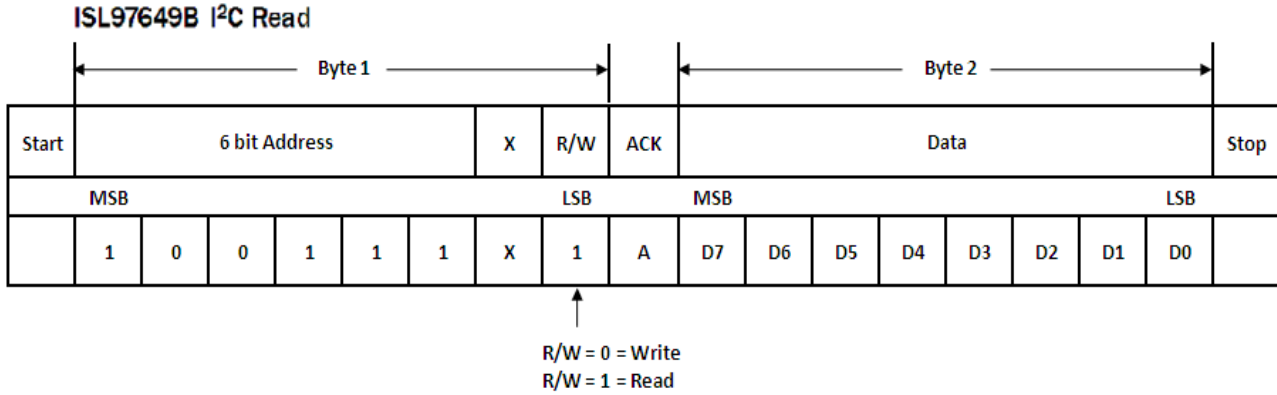 ISL97649B I²C Read
Byte 1 Byte 2
Start 6 bit Address X R/W ACK Data Stop
MSB LSB MSB LSB
1 0 0 1 1 1 X 1 A D7 D6 D5 D4 D3 D2 D1 D0
R/W = 0 = Write
R/W = 1 = Read